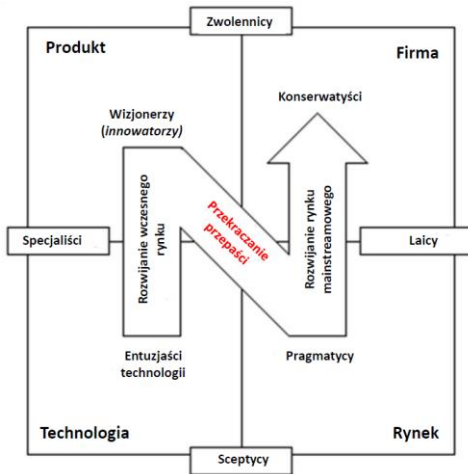 Zwolennicy
Produkt
Firma
Konserwatyści
Wizjonerzy
(innowatorzy)
Rozwijanie wczesnego
rynku
Przekraczanie
przepaści
Rozwijanie rynku
mainstreamowego
Specjaliści
Laicy
Entuzjaści
technologii
Pragmatycy
Technologia
Rynek
Sceptycy